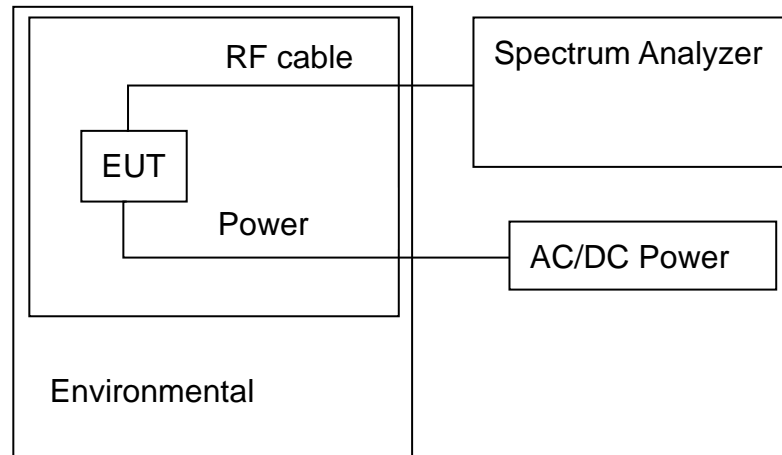 RF cable
Spectrum Analyzer
EUT
Power
AC/DC Power
Environmental